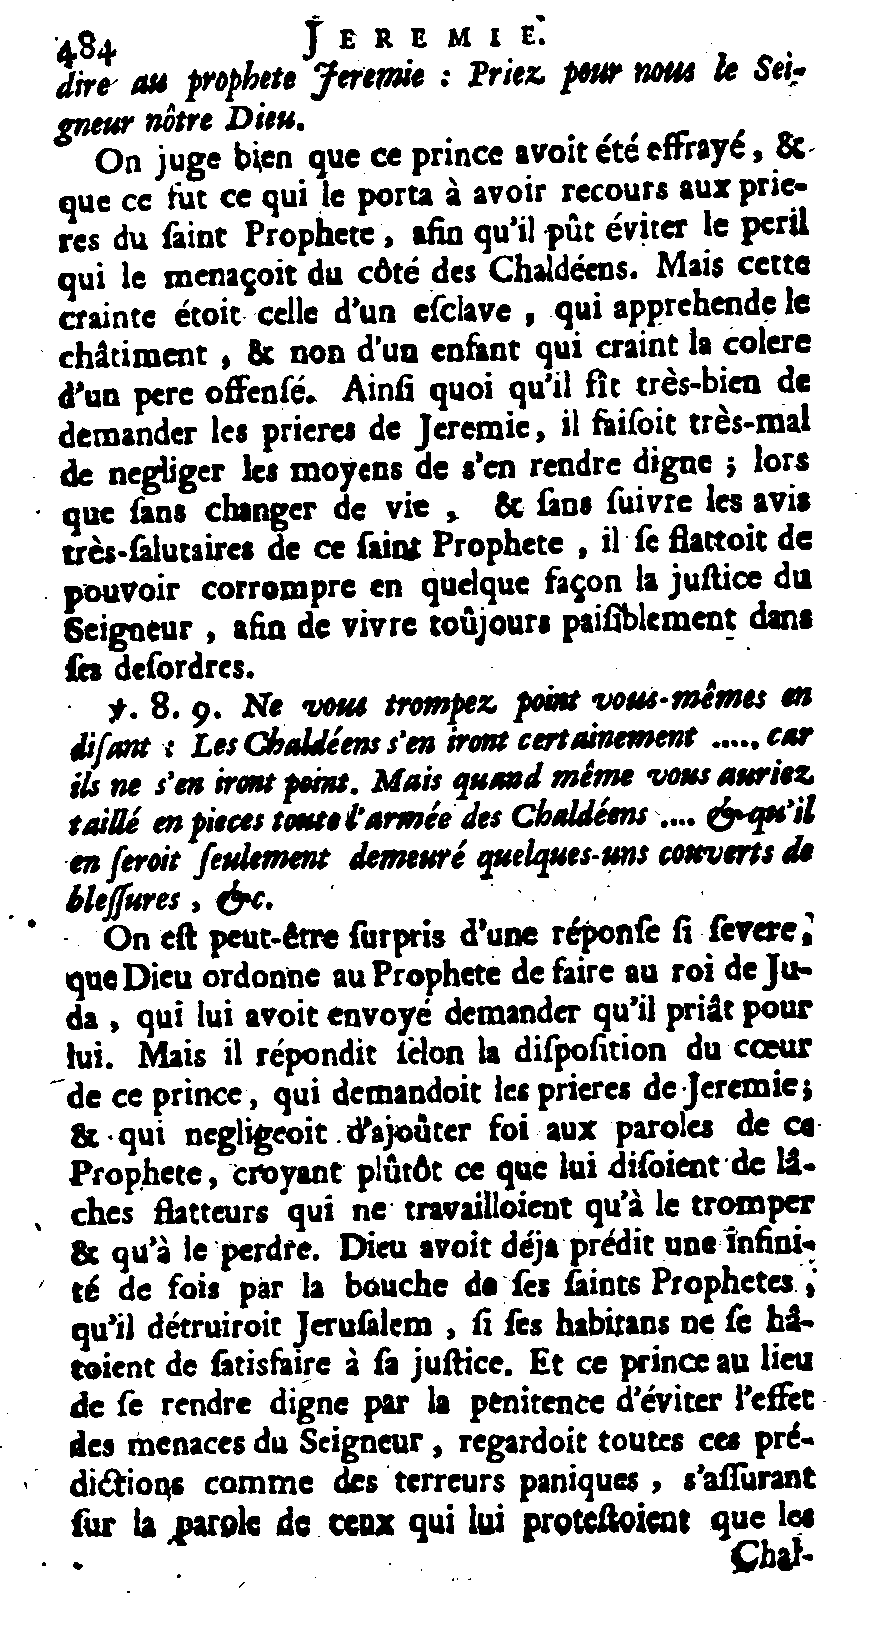 484 JEREMIE.
dire au prophete Jeremie : Priez pour nous le Sei-
gneur nôtre Dieu.
On juge bien que ce prince avoit été effrayé, &
que ce fut ce qui le porta à avoir recours aux prie-
res du ſaint Prophete, afin qu'il pût éviter le peril
qui le menaçoit du côté des Chaldéens. Mais cette
crainte étoit celle d'un eſclave, qui apprehende le
châtiment, & non d'un enfant qui craint la colere
d'un pere offenſé. Ainſi quoi qu'il fît très-bien de
demander les prieres de Jeremie, il faiſoit très-mal
de negliger les moyens de s'en rendre digne ; lors
que ſans changer de vie, & ſans ſuivre les avis
très-ſalutaires de ce ſaint Prophete, il ſe flattoit de
pouvoir corrompre en quelque façon la juſtice du
Seigneur, afin de vivre toûjours paiſiblement dans
ſes deſordres.
℣. 8. 9. Ne vous trompez point vous-mêmes en
diſant : Les Chaldéens s'en iront certainement ...., car
ils ne s'en iront point. Mais quand même vous auriez
taillé en pieces toute l'armée des Chaldéens .... & qu'il
en ſeroit ſeulement demeuré quelques-uns couverts de
bleſſures, &c.
On eſt peut-être ſurpris d'une réponſe ſi ſevere,
que Dieu ordonne au Prophete de faire au roi de Ju-
da, qui lui avoit envoyé demander qu'il priât pour
lui. Mais il répondit ſelon la diſpoſition du cœur
de ce prince, qui demandoit les prieres de Jeremie;
& qui negligeoit d'ajoûter foi aux paroles de ce
Prophete, croyant plûtôt ce que lui diſoient de lâ-
ches flatteurs qui ne travailloient qu'à le tromper
& qu'à le perdre. Dieu avoit déja prédit une infini-
té de fois par la bouche de ſes ſaints Prophetes,
qu'il détruiroit Jeruſalem, ſi ſes habitans ne ſe hâ-
toient de ſatisfaire à ſa juſtice. Et ce prince au lieu
de ſe rendre digne par la penitence d'éviter l'effet
des menaces du Seigneur, regardoit toutes ces pré-
dictions comme des terreurs paniques, s'aſſurant
ſur la parole de ceux qui lui proteſtoient que les
Chal-